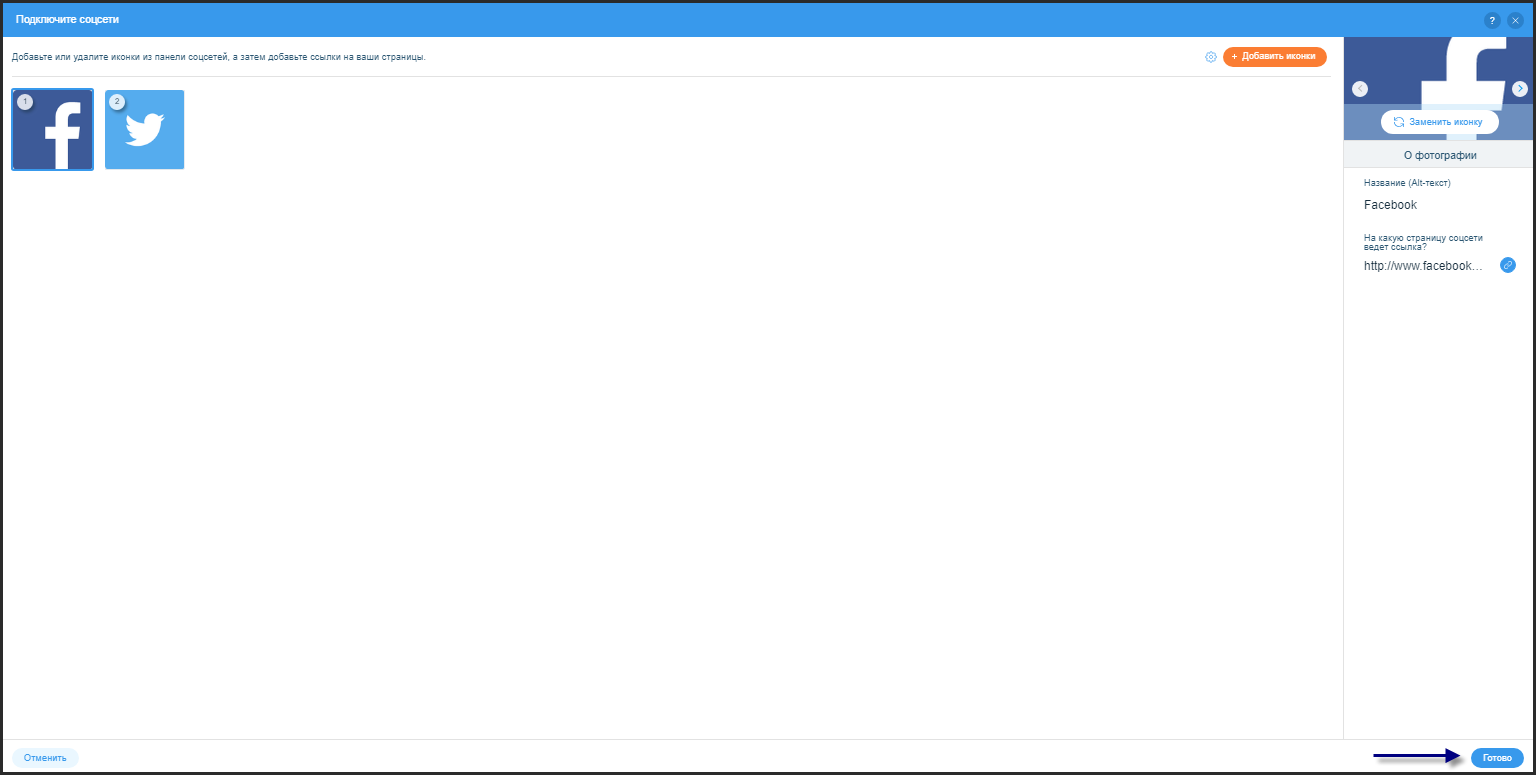 Подключите соцсети
?
Добавьте или удалите иконки из панели соцсетей, а затем добавьте ссылки на ваши страницы.
+ Добавить иконки
1
2
Заменить иконку
О фотографии
Название (Alt-текст)
Facebook
На какую страницу соцсети
ведет ссылка?
http://www.facebook...
Отменить
Готово